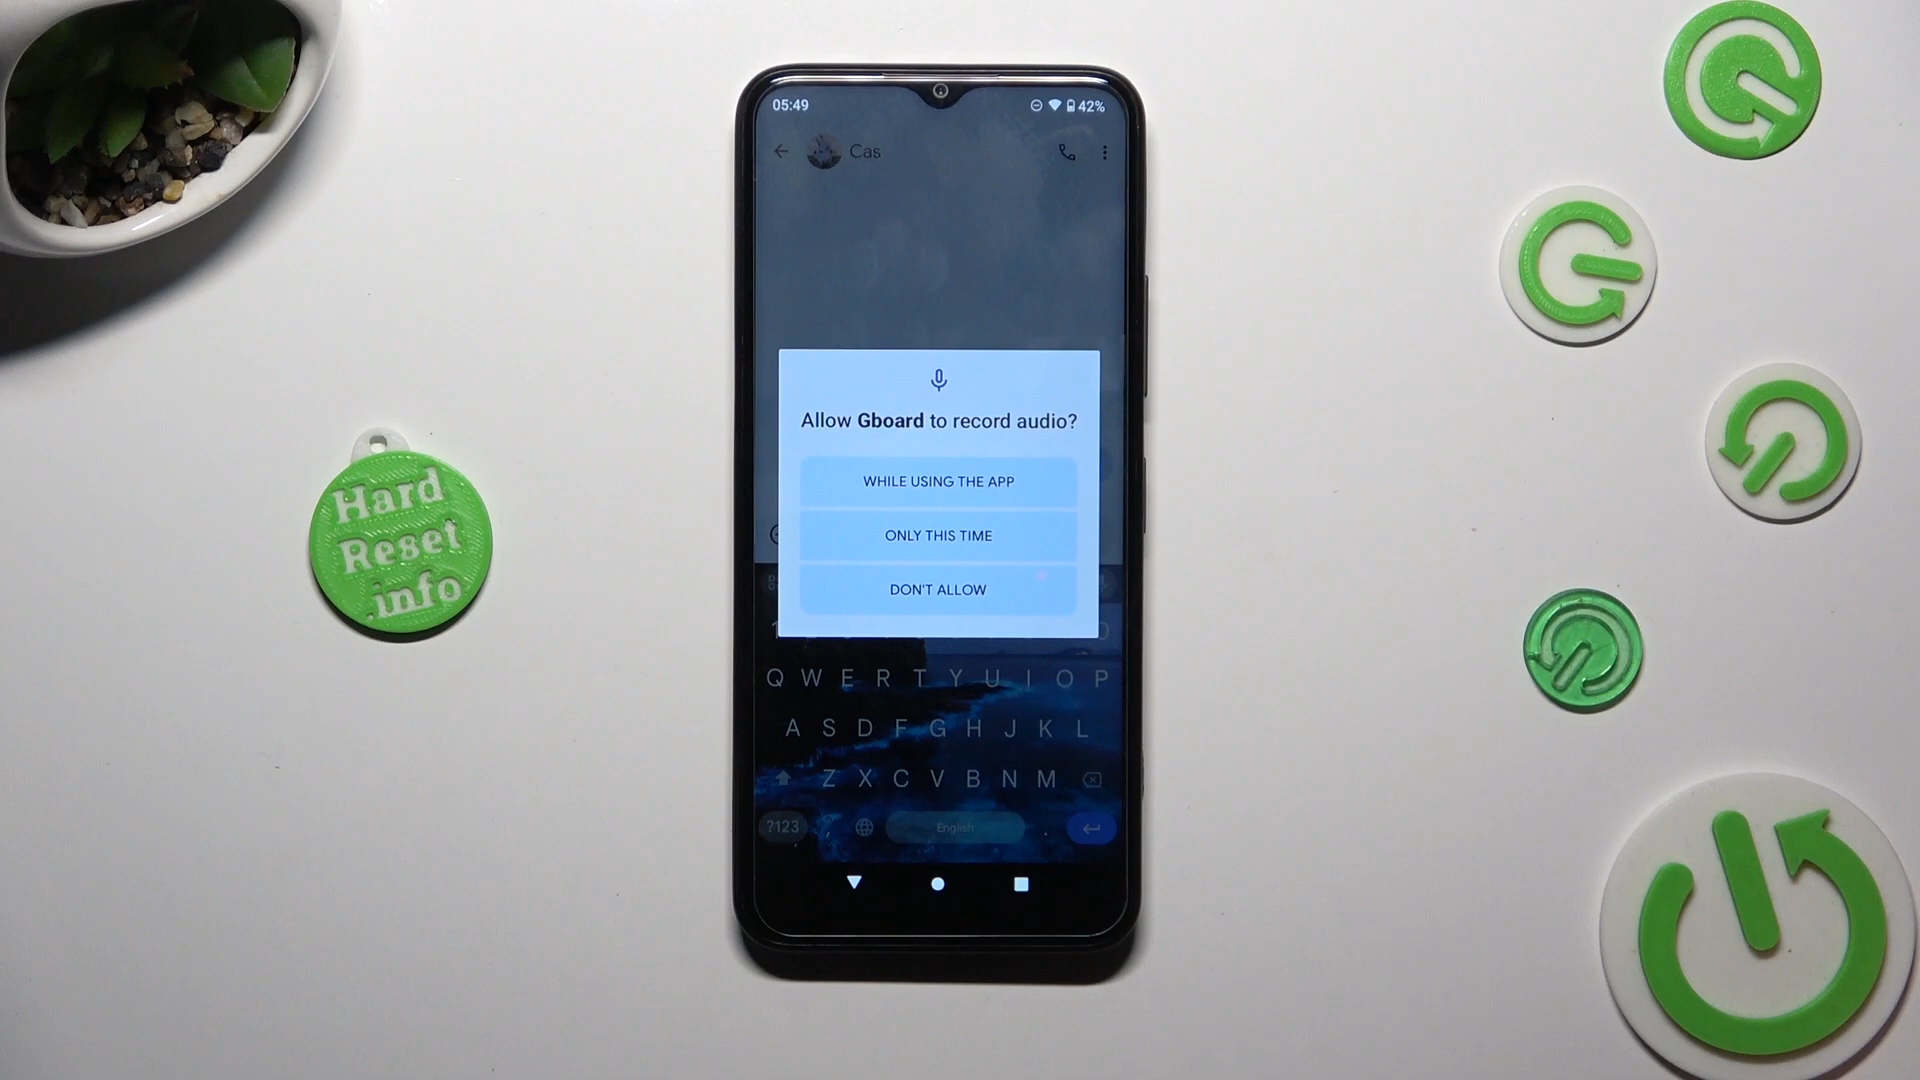 05:49
42%
Cas
Allow Gboard to record audio?
WHILE USING THE APP
ONLY THIS TIME
DON'T ALLOW
Q W E R T Y U I O P
A S D F G H J K L
Z X C V B N M
?123
English
Hard
Reset
.info